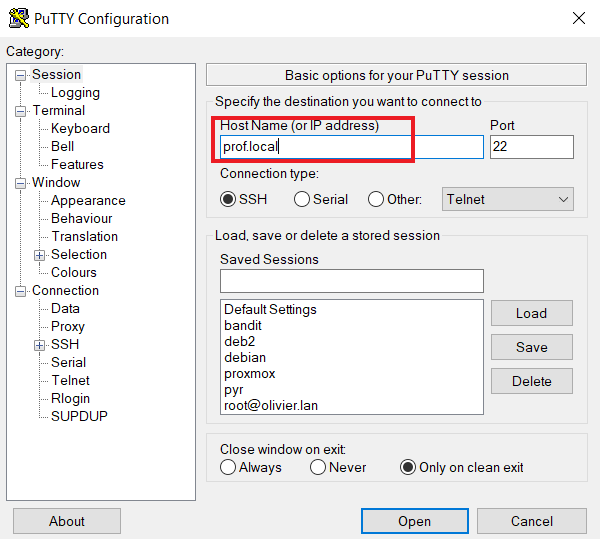 PuTTY Configuration
Category:
Session
Logging
Terminal
Keyboard
Bell
Features
Window
Appearance
Behaviour
Translation
Selection
Colours
Connection
Data
Proxy
SSH
Serial
Telnet
Rlogin
SUPDUP
Basic options for your PuTTY session
Specify the destination you want to connect to
Host Name (or IP address) Port
prof.local 22
Connection type:
SSH Serial Other: Telnet
Load, save or delete a stored session
Saved Sessions
Default Settings
bandit
deb2
debian
proxmox
pyr
root@olivier.lan
Load
Save
Delete
Close window on exit:
Always Never Only on clean exit
About Open Cancel